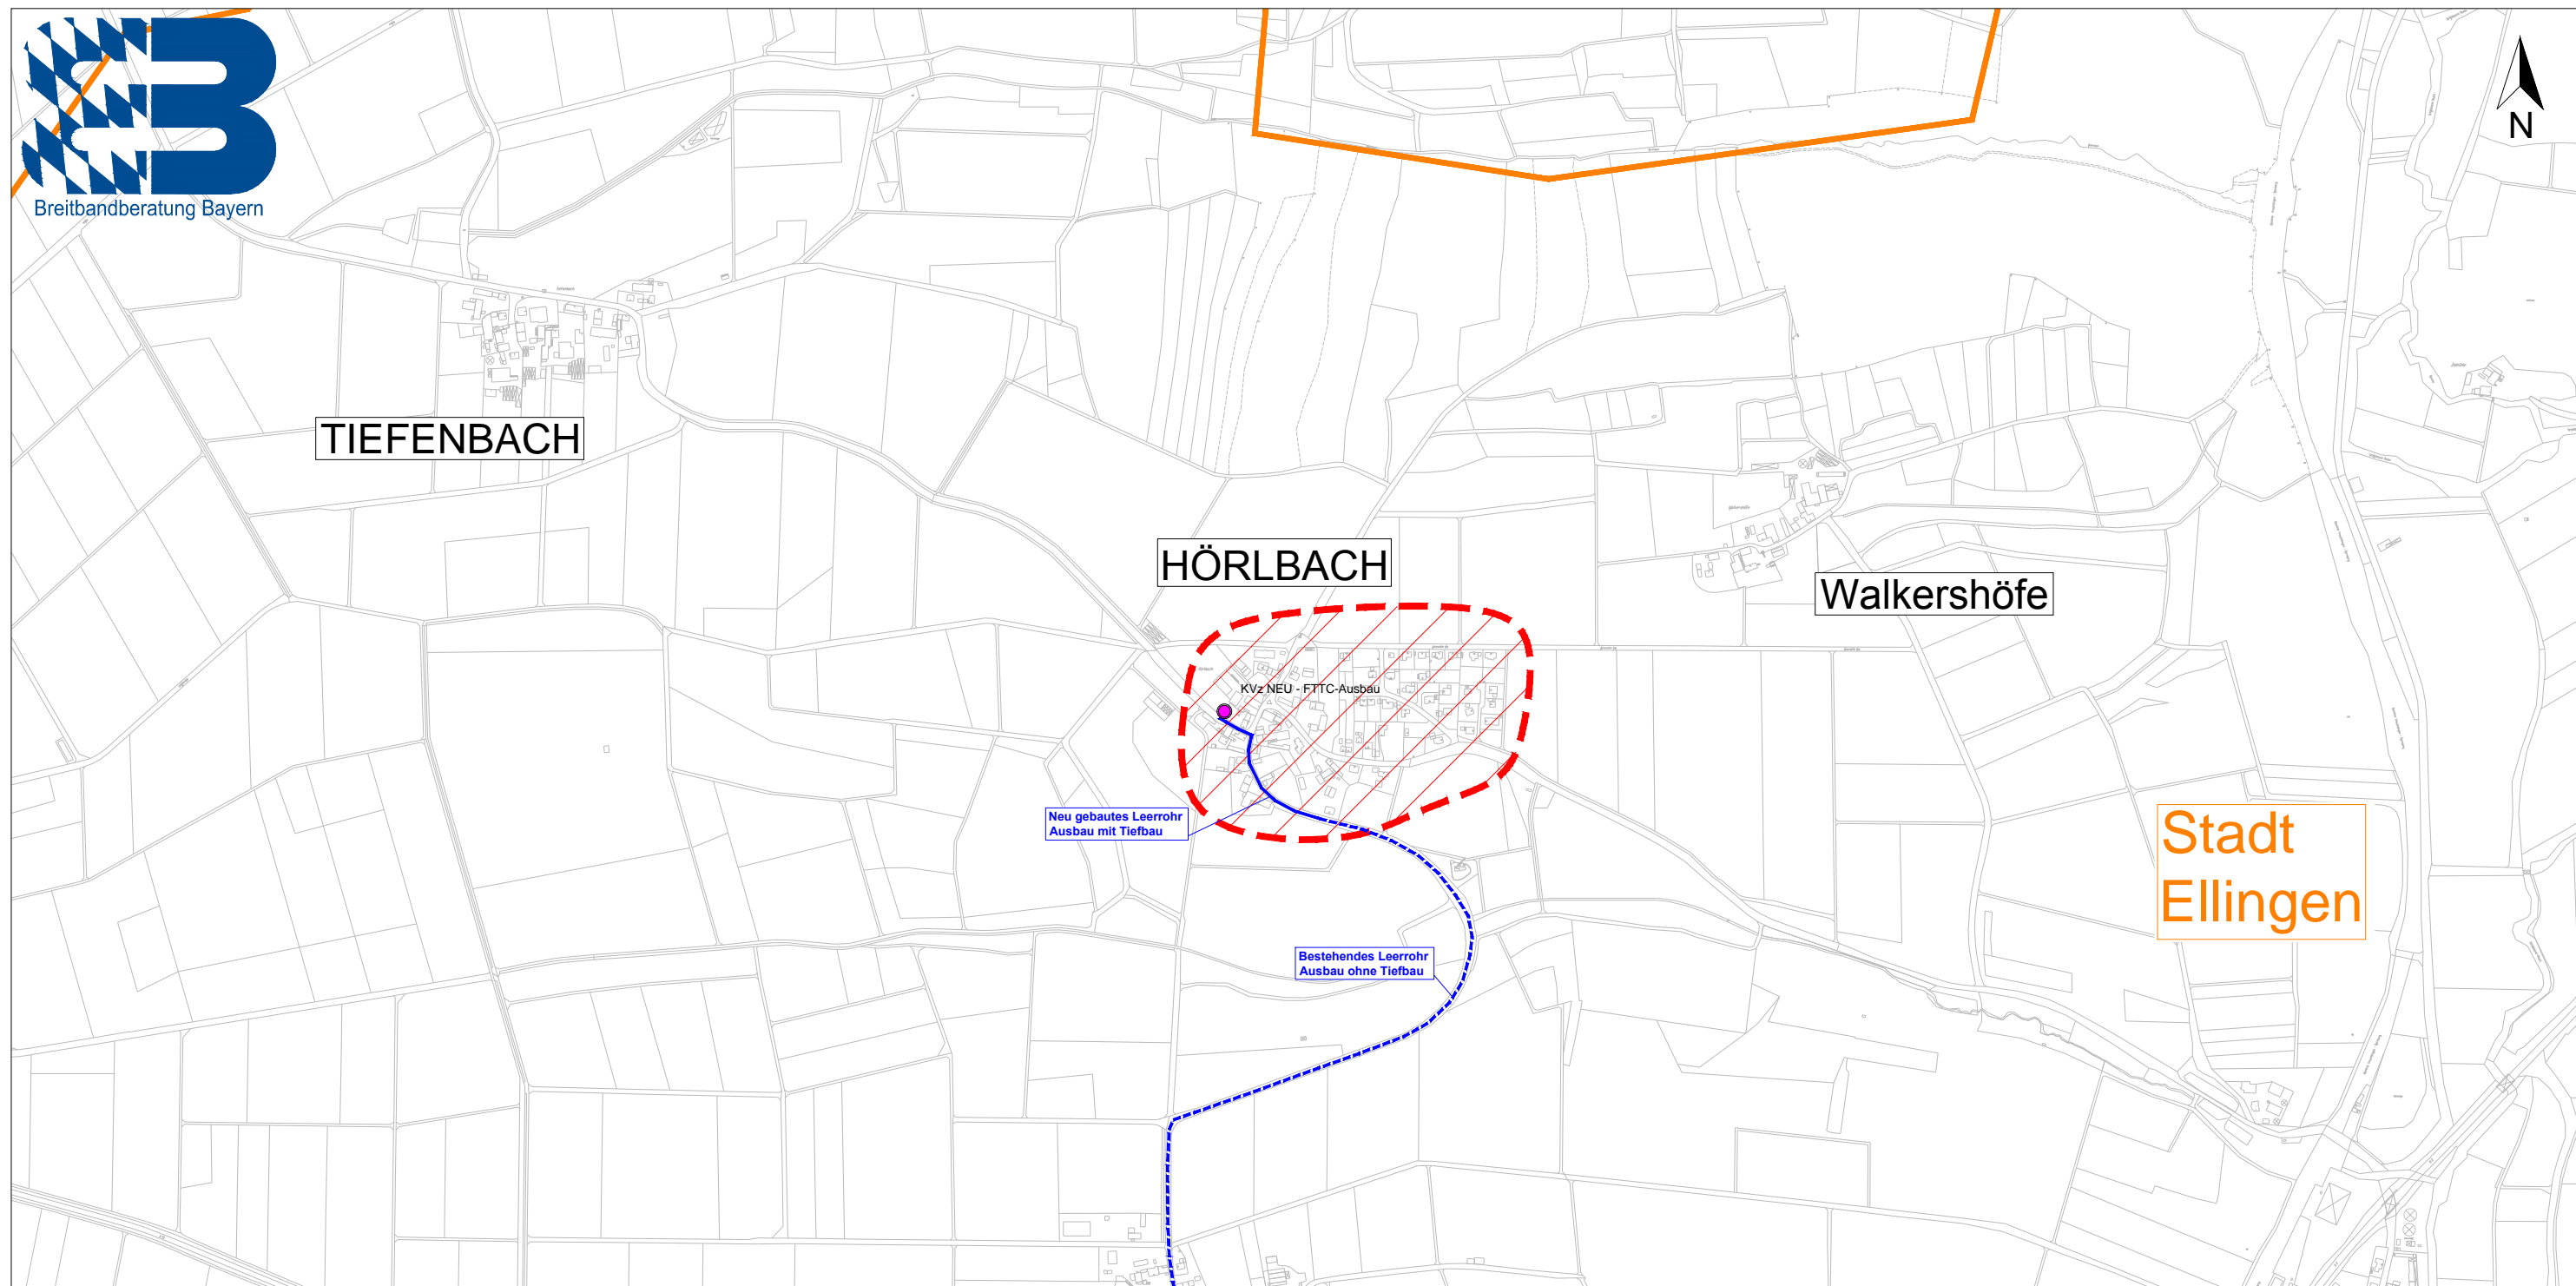 Breitbandberatung Bayern
N
TIEFENBACH
HÖRLBACH
Walkershöfe
KVz NEU - FTTC-Ausbau
Neu gebautes Leerrohr
Ausbau mit Tiefbau
Stadt
Ellingen
Bestehendes Leerrohr
Ausbau ohne Tiefbau